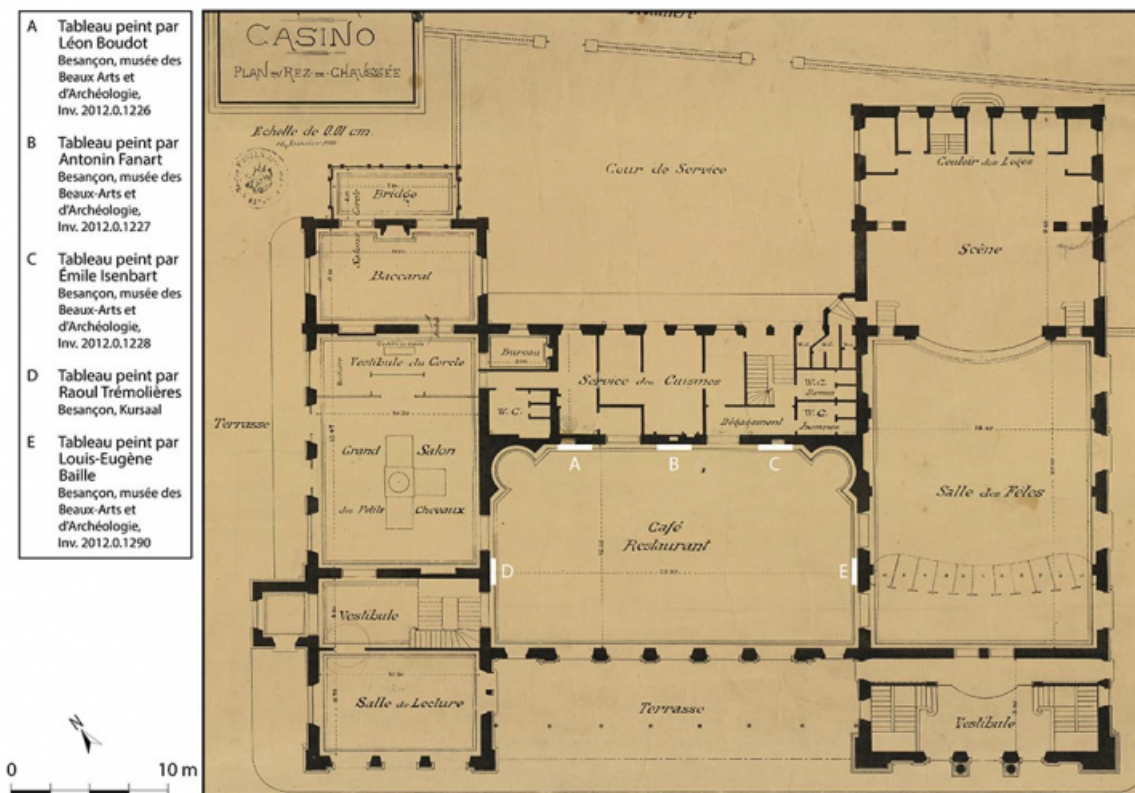 A Tableau peint par
Léon Boudot
Besançon, musée des
Beaux Arts et
d'Archéologie,
Inv. 2012.0.1226
B Tableau peint par
Antonin Fanart
Besançon, musée des
Beaux-Arts et
d'Archéologie,
Inv. 2012.0.1227
C Tableau peint par
Émile Isenbart
Besançon, musée des
Beaux-Arts et
d'Archéologie,
Inv. 2012.0.1228
D Tableau peint par
Raoul Trémolières
Besançon, Kursaal
E Tableau peint par
Louis-Eugène
Baille
Besançon, musée des
Beaux-Arts et
d'Archéologie,
Inv. 2012.0.1290
N
0 10 m
CASINO
PLAN DU REZ-DE-CHAUSSÉE
Echelle de 0.01 cm.
Cour de Service
Couloir des Loges
Bridge
Salons Cercle
Baccarat
Scène
Vestibule du Cercle
Bureau
Service des Cuisines
W.C.
W.C.
Dames
W.C.
Dégagement
Terrasse
Grand Salon
des Petits Chevaux
A
B
C
Salle des Fêtes
Café
Restaurant
D
E
Vestibule
Salle de Lecture
Terrasse
Vestibule